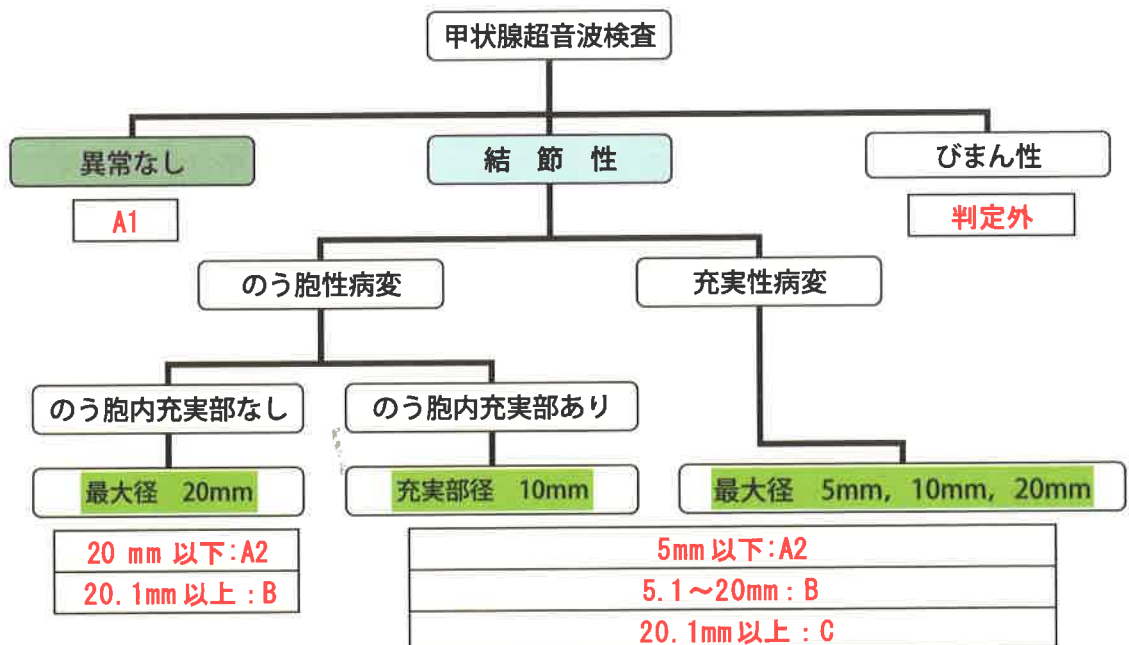 甲状腺超音波検査
異常なし
結 節 性
びまん性
A1
判定外
のう胞性病変
充実性病変
のう胞内充実部なし
のう胞内充実部あり
最大径 20mm
充実部径 10mm
最大径 5mm, 10mm, 20mm
20 mm 以下:A2
20.1mm 以上:B
5mm 以下:A2
5.1～20mm:B
20.1mm 以上:C